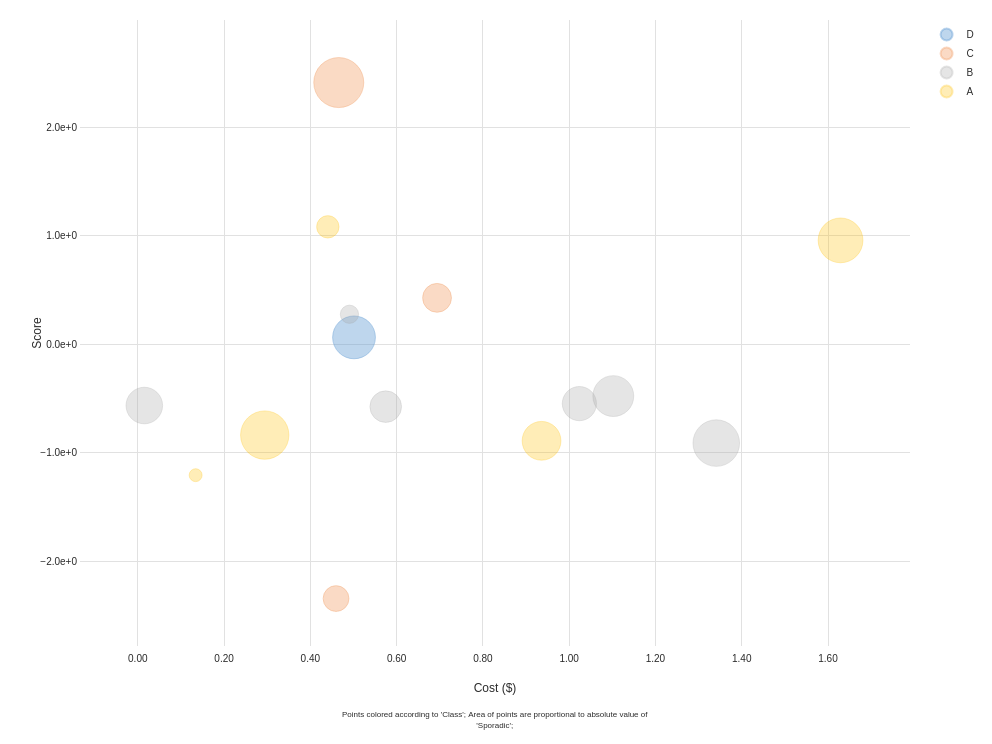 D
C
B
A
2.0e+0
1.0e+0
Score
0.0e+0
−1.0e+0
−2.0e+0
0.00 0.20 0.40 0.60 0.80 1.00 1.20 1.40 1.60
Cost ($)
Points colored according to 'Class'; Area of points are proportional to absolute value of
'Sporadic';